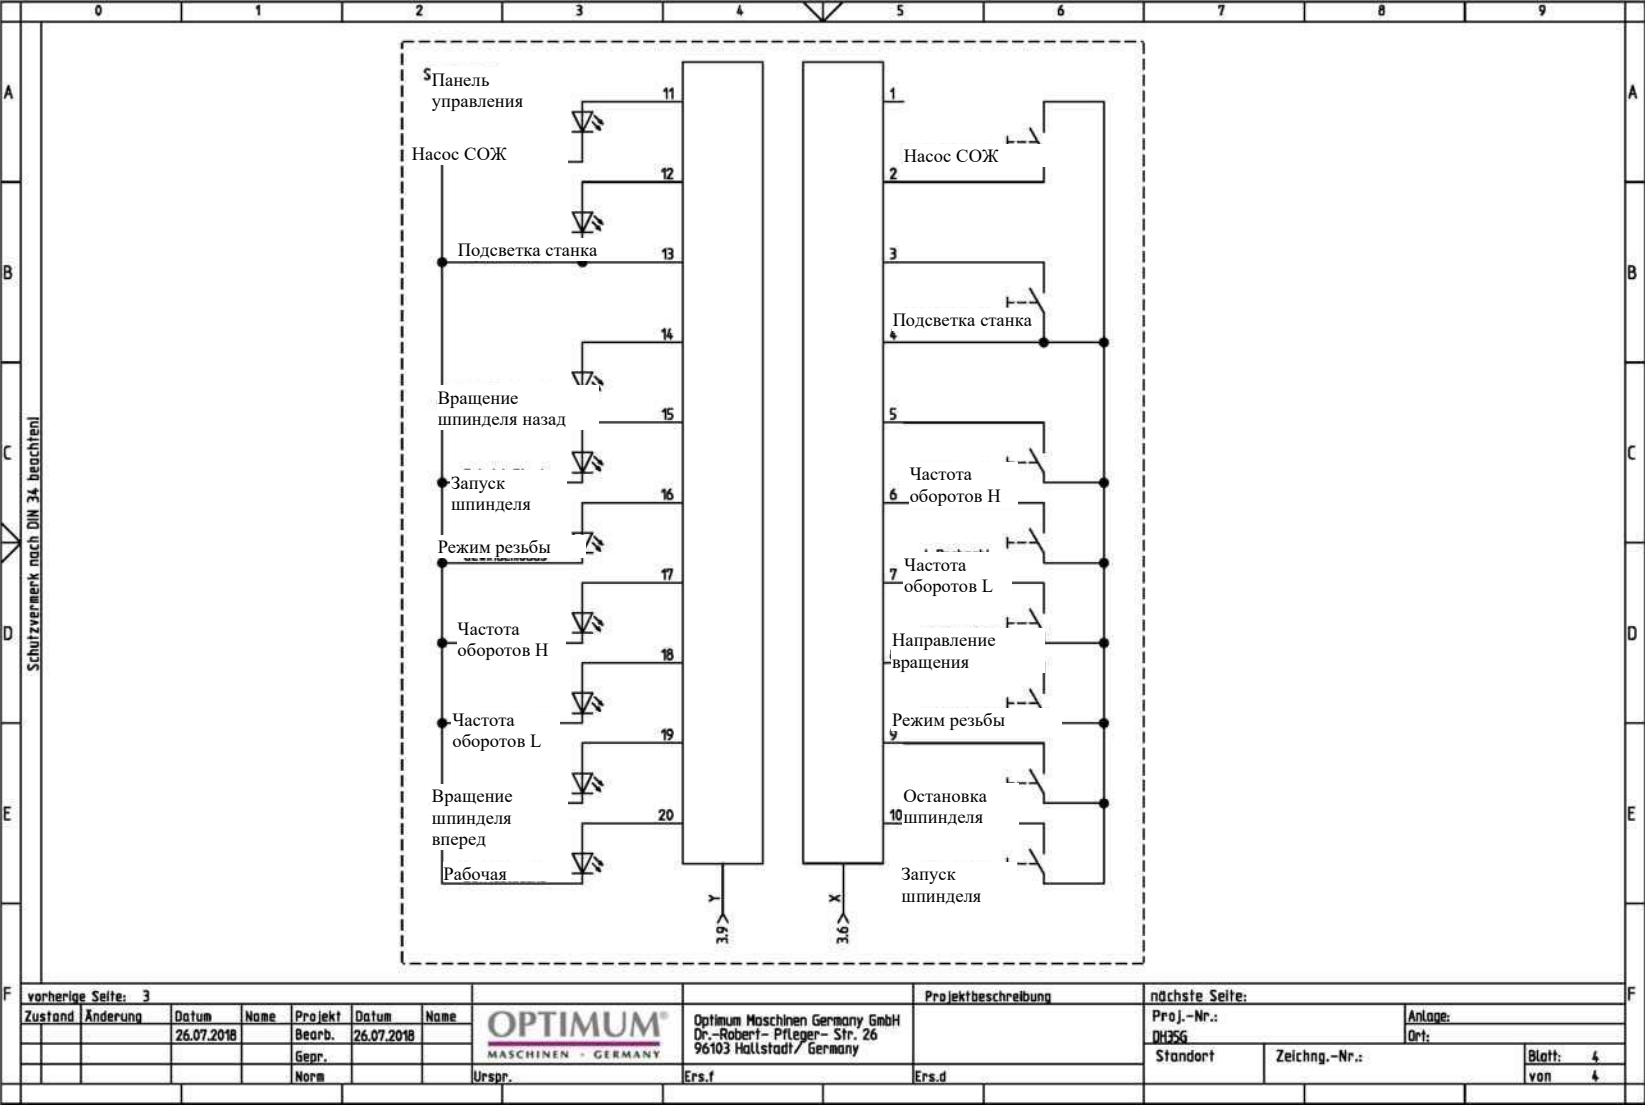 0 1 2 3 4 5 6 7 8 9
A A
B B
C C
D D
E E
F F
Schutzvermerk nach DIN 34 beachten!
S
Панель
управления
11
1
Насос СОЖ
Насос СОЖ
12
2
Подсветка станка
13
3
Подсветка станка
14
4
Вращение
шпинделя назад
15
5
Частота
оборотов H
Запуск
шпинделя
16
6
Режим резьбы
Частота
оборотов L
17
7
Частота
оборотов H
Направление
вращения
18
Частота
оборотов L
Режим резьбы
19
9
Вращение
шпинделя
вперед
Остановка
шпинделя
20
10
Рабочая
Запуск
шпинделя
Y
3.9
X
3.6
vorherige Seite: 3
Projektbeschreibung
nächste Seite:
Zustand Änderung Datum Name Projekt Datum Name
26.07.2018 Bearb. 26.07.2018
Gepr.
Norm
OPTIMUM®
MASCHINEN - GERMANY
Urspr.
Optimum Maschinen Germany GmbH
Dr.-Robert- Pfleger- Str. 26
96103 Hallstadt/ Germany
Ers.f
Ers.d
Proj.-Nr.:
DH35G
Anlage:
Ort:
Standort
Zeichng.-Nr.:
Blatt: 4
von 4